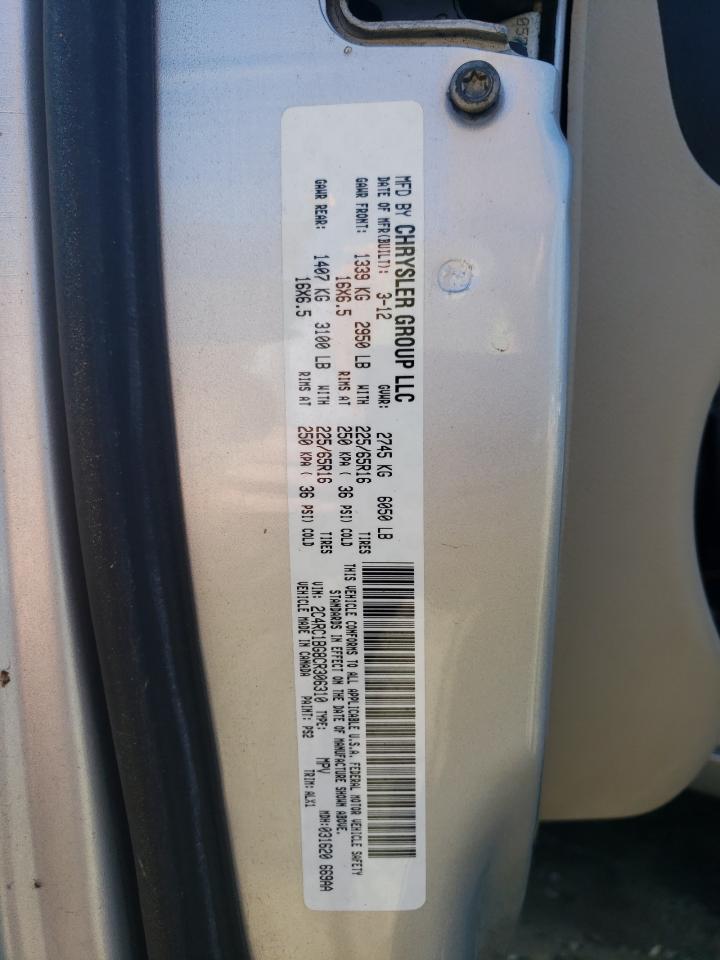 MFD BY CHRYSLER GROUP LLC
DATE OF MFR(BUILT): 3-12 GVWR: 2745 KG 6050 LB
GAWR FRONT: 1339 KG 2950 LB WITH 225/65R16 TIRES
16X6.5 RIMS AT 250 KPA ( 36 PSI) COLD
GAWR REAR: 1407 KG 3100 LB WITH 225/65R16 TIRES
16X6.5 RIMS AT 250 KPA ( 36 PSI) COLD
THIS VEHICLE CONFORMS TO ALL APPLICABLE U.S.A. FEDERAL MOTOR VEHICLE SAFETY
STANDARDS IN EFFECT ON THE DATE OF MANUFACTURE SHOWN ABOVE.
VIN: 2C4RC1BG8CR306310 TYPE: MPV MDH:031620 669AA
VEHICLE MADE IN CANADA PAINT: PS2 TRIM: ALX1